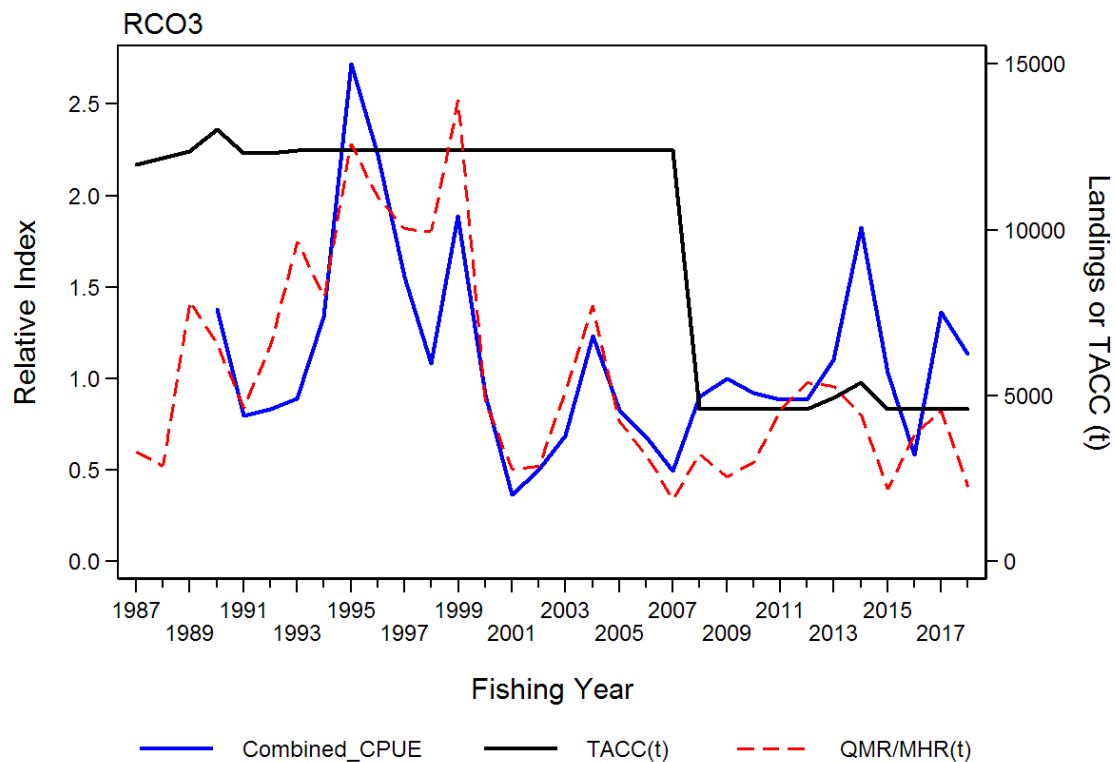 RCO3
2.5
2.0
1.5
1.0
0.5
0.0
Relative Index
15000
10000
5000
0
Landings or TACC (t)
1987 1991 1995 1999 2003 2007 2011 2015
1989 1993 1997 2001 2005 2009 2013 2017
Fishing Year
Combined_CPUE TACC(t) QMR/MHR(t)